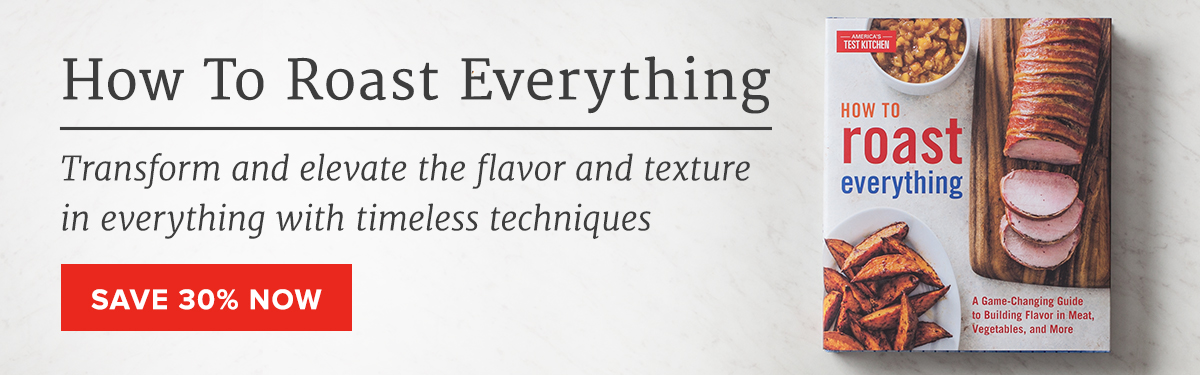 How To Roast Everything
Transform and elevate the flavor and texture
in everything with timeless techniques
SAVE 30% NOW
AMERICA'S
TEST KITCHEN
HOW TO
roast
everything
A Game-Changing Guide
to Building Flavor in Meat,
Vegetables, and More